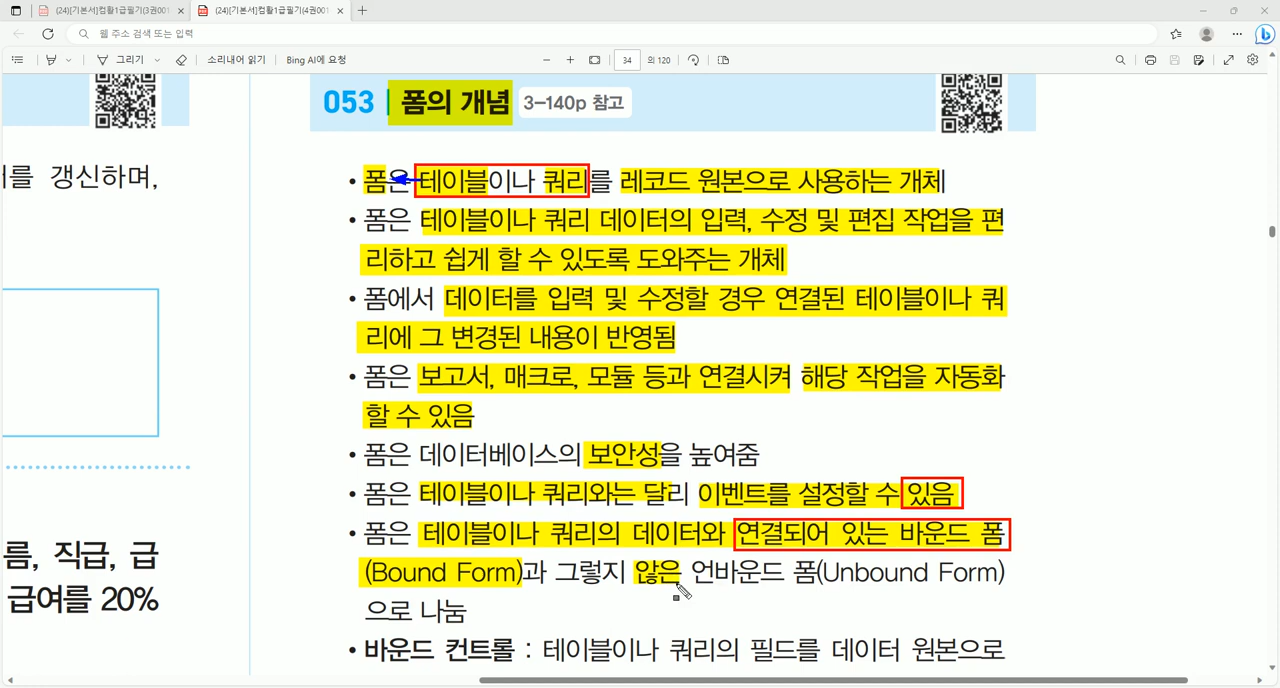 (24)[기본서]컴활1급필기(3권001
(24)[기본서]컴활1급필기(4권001
웹 주소 검색 또는 입력
그리기
소리내어 읽기
Bing AI에 요청
34
외 120
를 갱신하며,
름, 직급, 급
급여를 20%
053 폼의 개념 3-140p 참고
• 폼은 테이블이나 쿼리를 레코드 원본으로 사용하는 개체
• 폼은 테이블이나 쿼리 데이터의 입력, 수정 및 편집 작업을 편
리하고 쉽게 할 수 있도록 도와주는 개체
• 폼에서 데이터를 입력 및 수정할 경우 연결된 테이블이나 쿼
리에 그 변경된 내용이 반영됨
• 폼은 보고서, 매크로, 모듈 등과 연결시켜 해당 작업을 자동화
할 수 있음
• 폼은 데이터베이스의 보안성을 높여줌
• 폼은 테이블이나 쿼리와는 달리 이벤트를 설정할 수 있음
• 폼은 테이블이나 쿼리의 데이터와 연결되어 있는 바운드 폼
(Bound Form)과 그렇지 않은 언바운드 폼(Unbound Form)
으로 나눔
• 바운드 컨트롤 : 테이블이나 쿼리의 필드를 데이터 원본으로